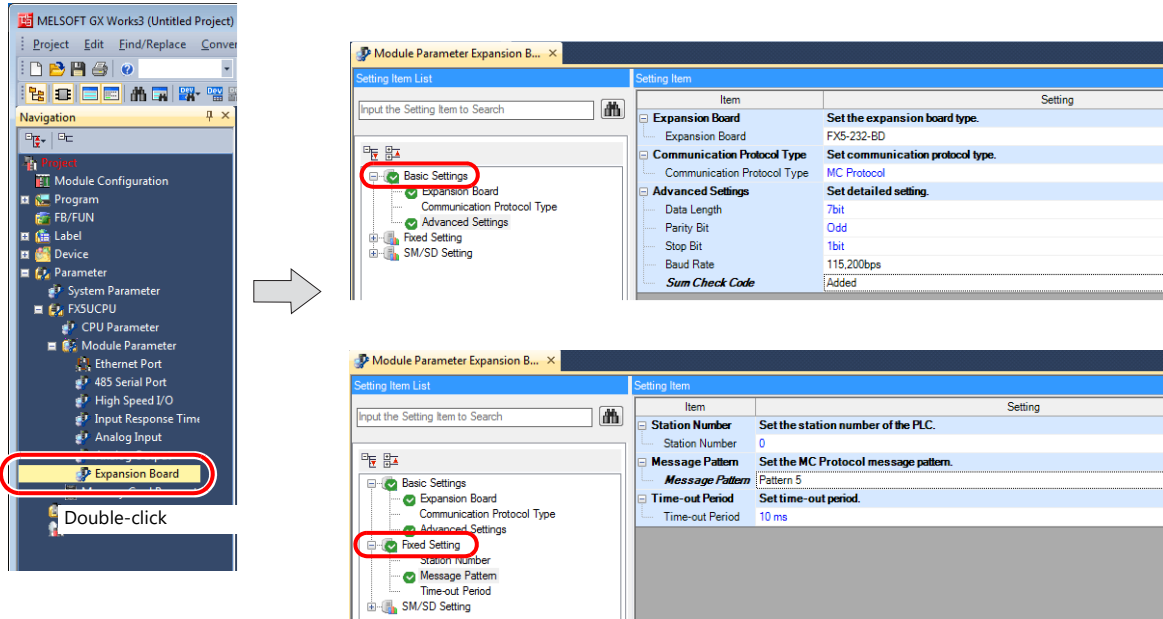 MELSOFT GX Works3 (Untitled Project)
Project Edit Find/Replace Conver
Navigation
Project
Module Configuration
Program
FB/FUN
Label
Device
Parameter
System Parameter
FX5UCPU
CPU Parameter
Module Parameter
Ethernet Port
485 Serial Port
High Speed I/O
Input Response Time
Analog Input
Expansion Board
Double-click
Module Parameter Expansion B...
Setting Item List
Input the Setting Item to Search
Basic Settings
Expansion Board
Communication Protocol Type
Advanced Settings
Fixed Setting
SM/SD Setting
Setting Item
Item Setting
Expansion Board Set the expansion board type.
Expansion Board FX5-232-BD
Communication Protocol Type Set communication protocol type.
Communication Protocol Type MC Protocol
Advanced Settings Set detailed setting.
Data Length 7bit
Parity Bit Odd
Stop Bit 1bit
Baud Rate 115,200bps
Sum Check Code Added
Module Parameter Expansion B...
Setting Item List
Input the Setting Item to Search
Basic Settings
Expansion Board
Communication Protocol Type
Advanced Settings
Fixed Setting
Station Number
Message Pattern
Time-out Period
SM/SD Setting
Setting Item
Item Setting
Station Number Set the station number of the PLC.
Station Number 0
Message Pattern Set the MC Protocol message pattern.
Message Pattern Pattern 5
Time-out Period Set time-out period.
Time-out Period 10 ms